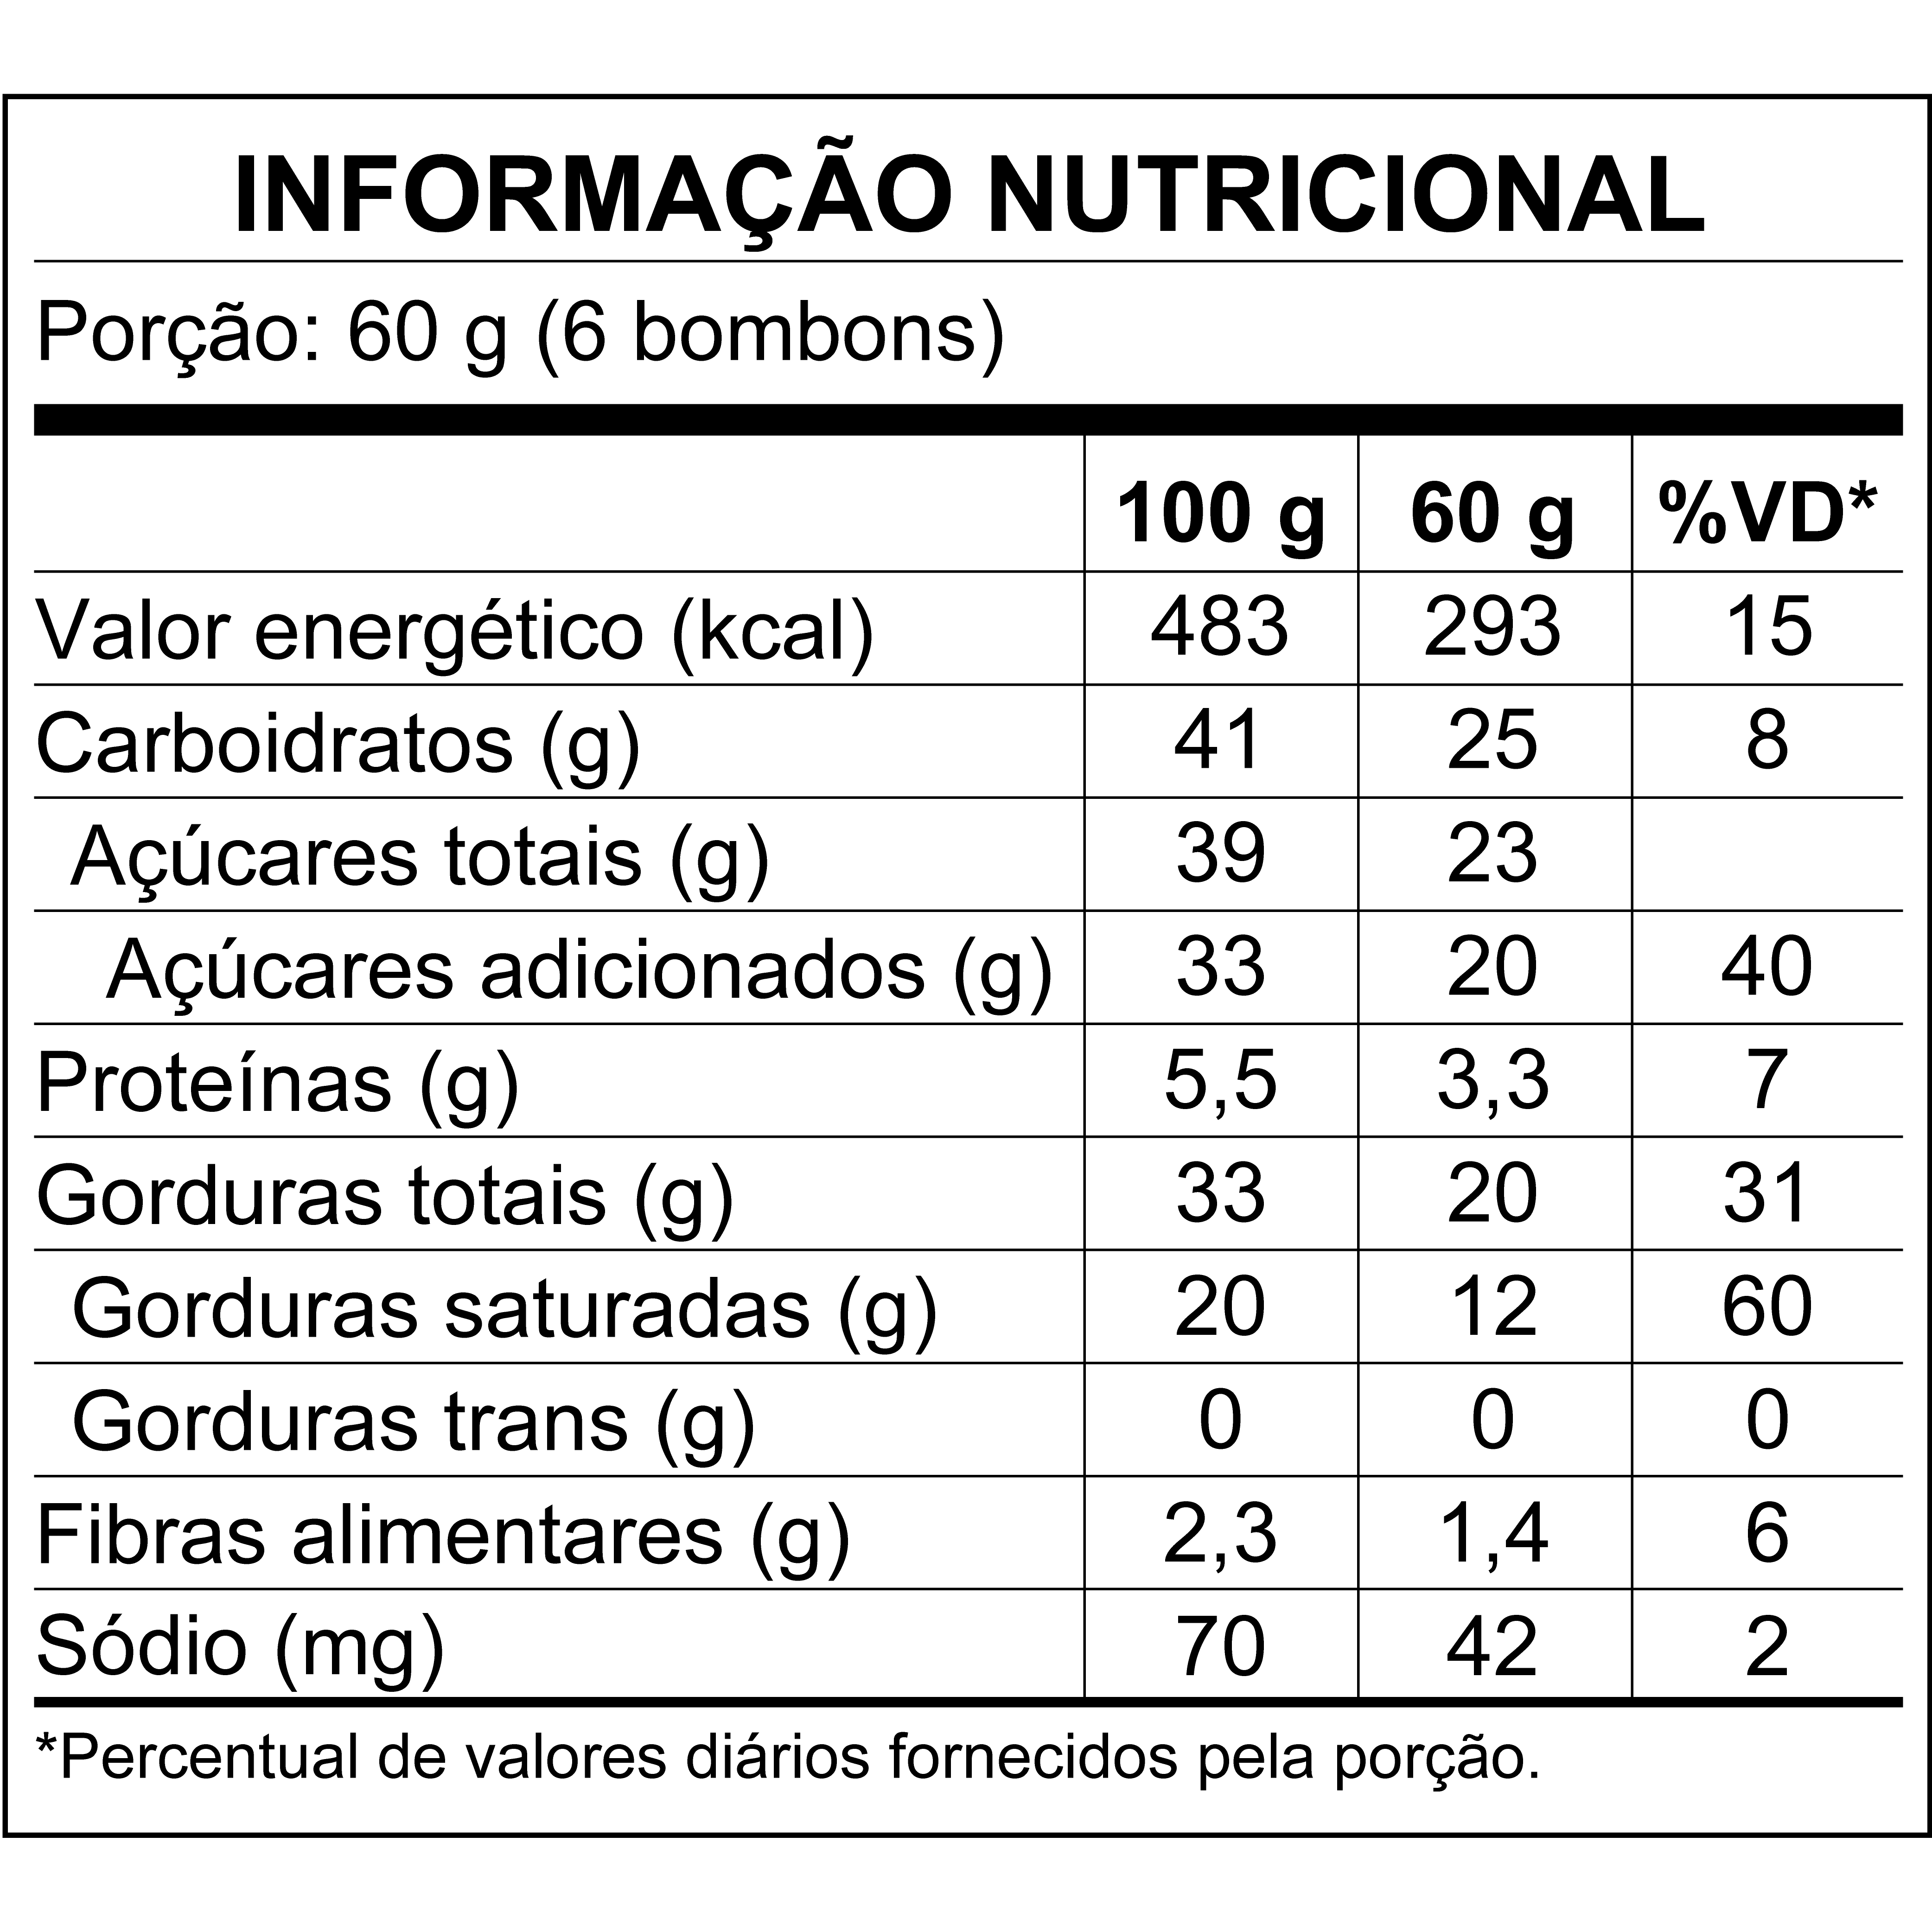 INFORMAÇÃO NUTRICIONAL
Porção: 60 g (6 bombons)
100 g 60 g %VD*
Valor energético (kcal) 483 293 15
Carboidratos (g) 41 25 8
Açúcares totais (g) 39 23
Açúcares adicionados (g) 33 20 40
Proteínas (g) 5,5 3,3 7
Gorduras totais (g) 33 20 31
Gorduras saturadas (g) 20 12 60
Gorduras trans (g) 0 0 0
Fibras alimentares (g) 2,3 1,4 6
Sódio (mg) 70 42 2
*Percentual de valores diários fornecidos pela porção.